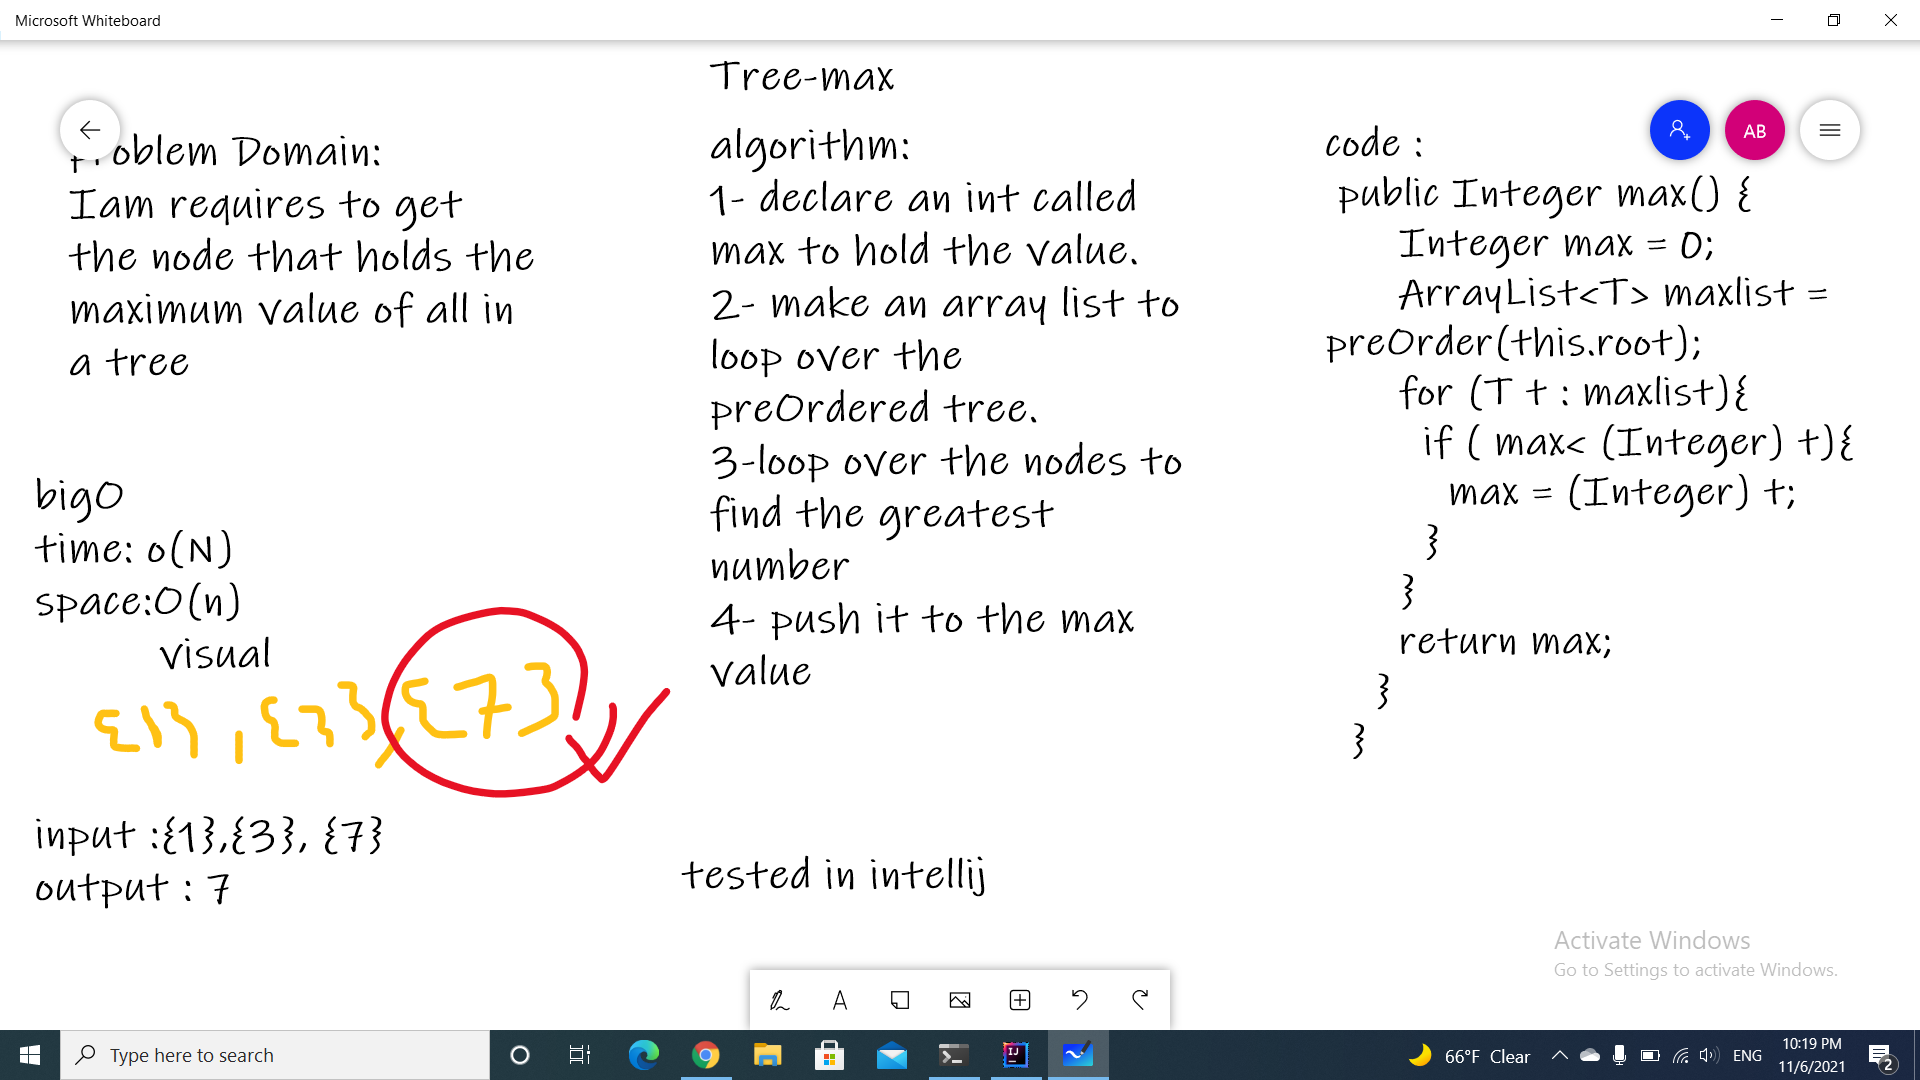 Microsoft Whiteboard
Tree-max
problem Domain:
Iam requires to get
the node that holds the
maximum value of all in
a tree
bigO
time: o(N)
space:O(n)
visual
{1} , {3}, {7}
input :{1},{3}, {7}
output : 7
algorithm:
1- declare an int called
max to hold the value.
2- make an array list to
loop over the
preOrdered tree.
3-loop over the nodes to
find the greatest
number
4- push it to the max
value
tested in intellij
AB
code :
public Integer max() {
Integer max = 0;
ArrayList<T> maxlist =
preOrder(this.root);
for (T t : maxlist){
if ( max< (Integer) t){
max = (Integer) t;
}
}
return max;
}
}
Activate Windows
Go to Settings to activate Windows.
Type here to search
66°F Clear
ENG
10:19 PM
11/6/2021
2